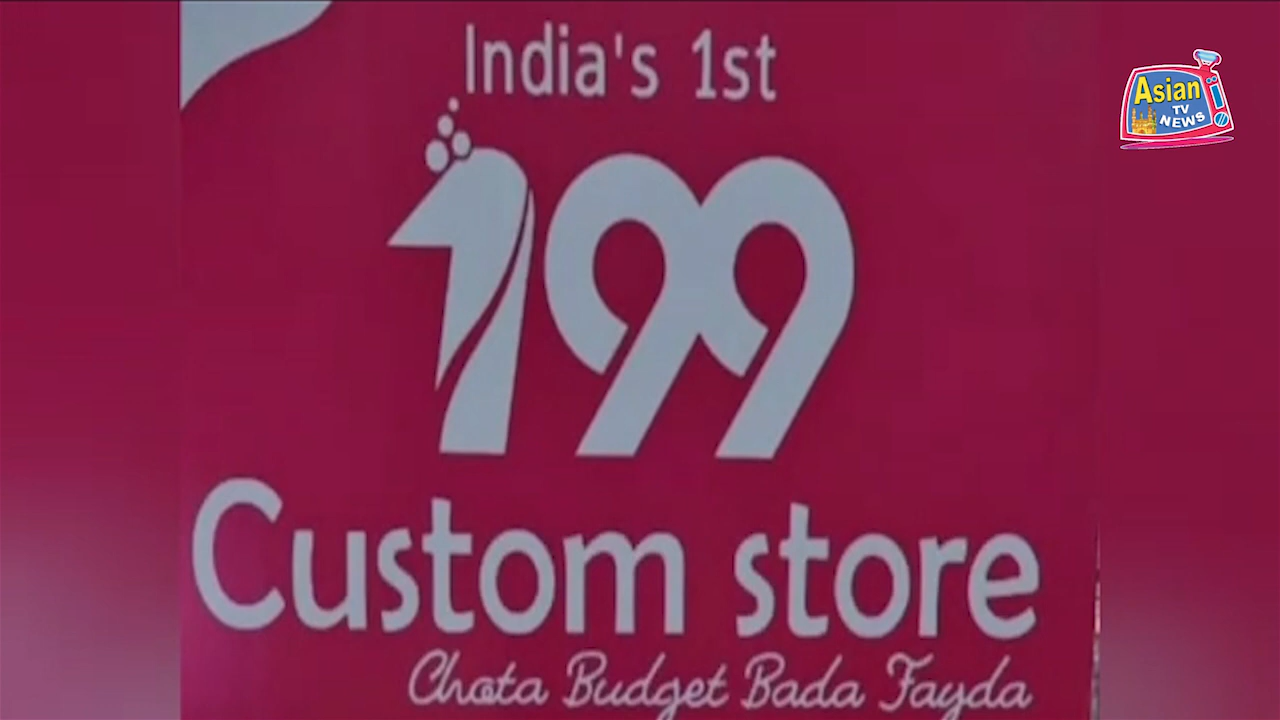 India's 1st
199
Custom store
Chota Budget Bada Fayda
Asian
TV
NEWS